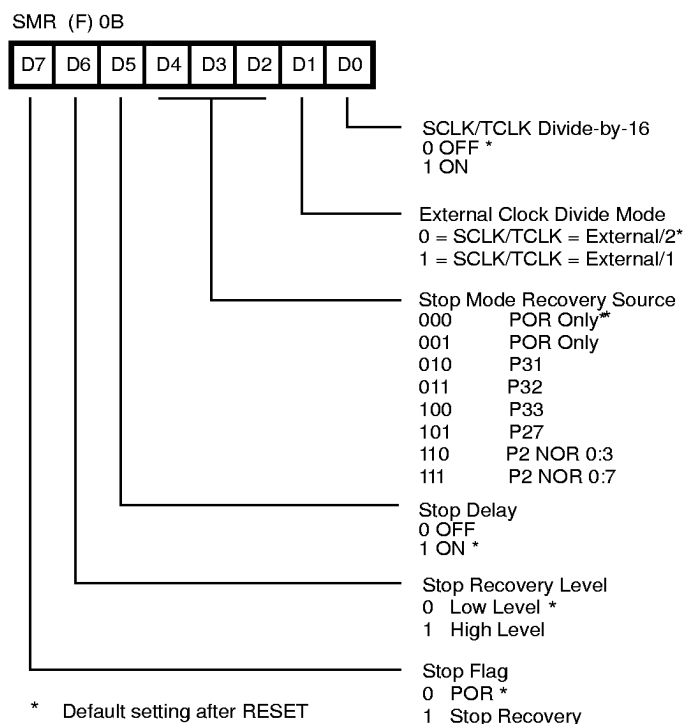 SMR (F) 0B
D7 D6 D5 D4 D3 D2 D1 D0
SCLK/TCLK Divide-by-16
0 OFF *
1 ON
External Clock Divide Mode
0 = SCLK/TCLK = External/2*
1 = SCLK/TCLK = External/1
Stop Mode Recovery Source
000 POR Only**
001 POR Only
010 P31
011 P32
100 P33
101 P27
110 P2 NOR 0:3
111 P2 NOR 0:7
Stop Delay
0 OFF
1 ON *
Stop Recovery Level
0 Low Level *
1 High Level
Stop Flag
0 POR *
1 Stop Recovery
* Default setting after RESET